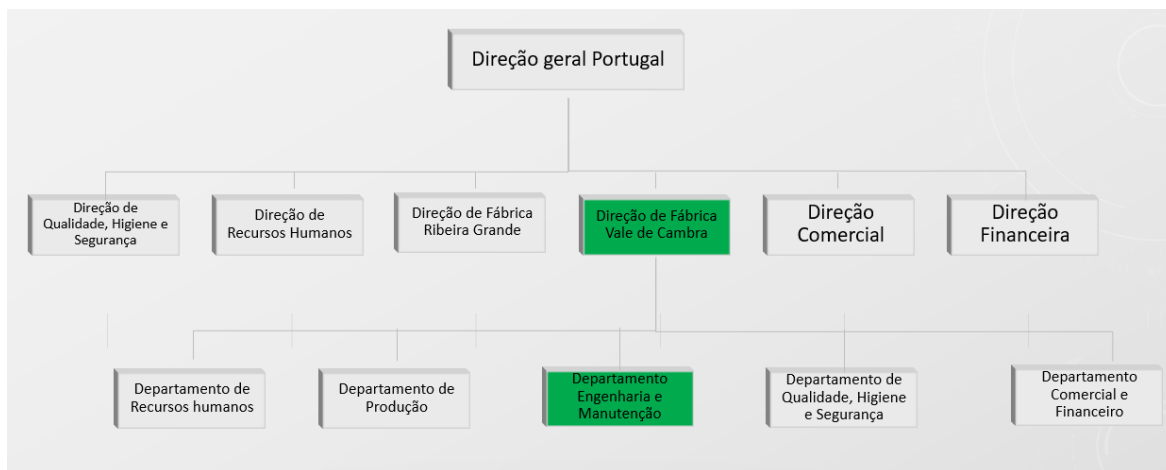 Direção geral Portugal
Direção de
Qualidade, Higiene e
Segurança
Direção de
Recursos Humanos
Direção de Fábrica
Ribeira Grande
Direção de Fábrica
Vale de Cambra
Direção
Comercial
Direção
Financeira
Departamento de
Recursos humanos
Departamento de
Produção
Departamento
Engenharia e
Manutenção
Departamento de
Qualidade, Higiene
e Segurança
Departamento
Comercial e
Financeiro